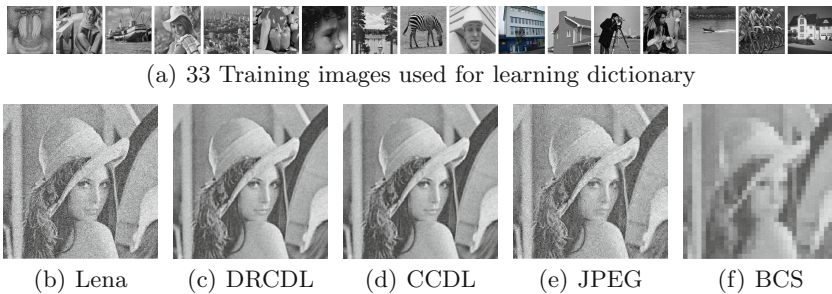 (a) 33 Training images used for learning dictionary
(b) Lena
(c) DRCDL
(d) CCDL
(e) JPEG
(f) BCS